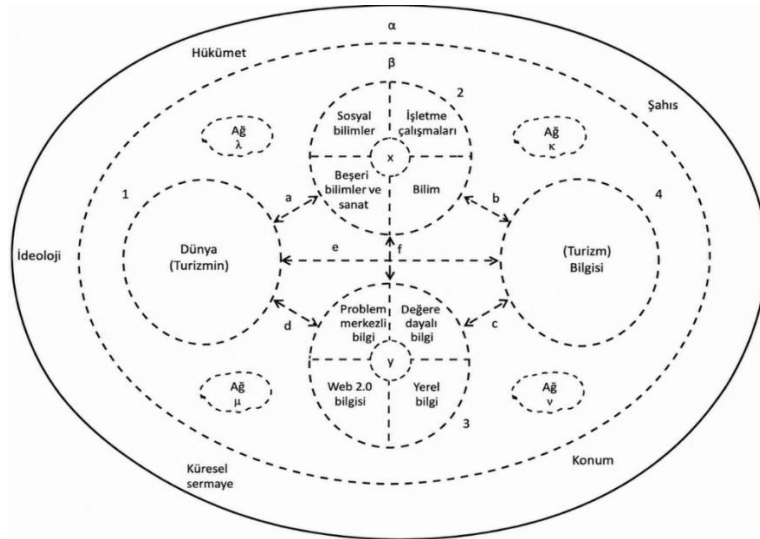 α
Hükümet
β
2
Sosyal
bilimler
İşletme
çalışmaları
Şahıs
Ağ
λ
x
Ağ
κ
Beşeri
bilimler ve
sanat
Bilim
1
4
a
b
İdeoloji
Dünya
(Turizmin)
e
f
(Turizm)
Bilgisi
d
c
Problem
merkezli
bilgi
Değere
dayalı
bilgi
y
Ağ
μ
Web 2.0
bilgisi
Yerel
bilgi
Ağ
ν
3
Küresel
sermaye
Konum